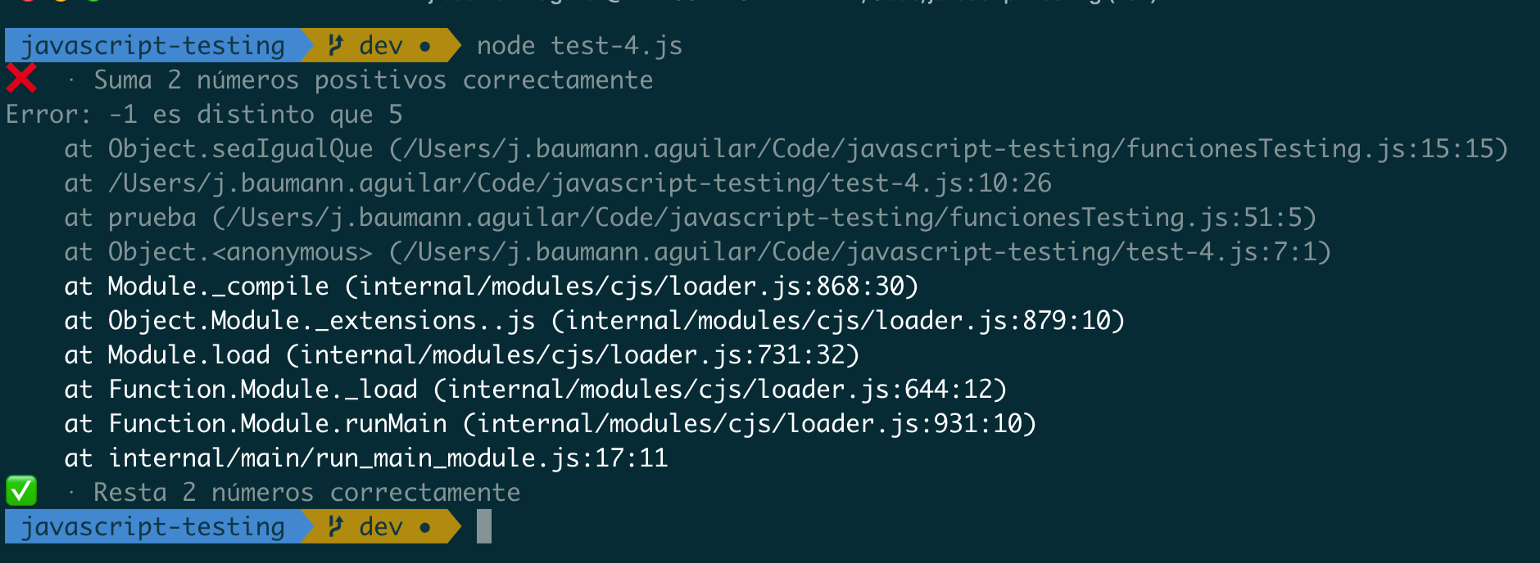 javascript-testing dev ● node test-4.js
❌ · Suma 2 números positivos correctamente
Error: -1 es distinto que 5
at Object.seaIgualQue (/Users/j.baumann.aguilar/Code/javascript-testing/funcionesTesting.js:15:15)
at /Users/j.baumann.aguilar/Code/javascript-testing/test-4.js:10:26
at prueba (/Users/j.baumann.aguilar/Code/javascript-testing/funcionesTesting.js:51:5)
at Object.<anonymous> (/Users/j.baumann.aguilar/Code/javascript-testing/test-4.js:7:1)
at Module._compile (internal/modules/cjs/loader.js:868:30)
at Object.Module._extensions..js (internal/modules/cjs/loader.js:879:10)
at Module.load (internal/modules/cjs/loader.js:731:32)
at Function.Module._load (internal/modules/cjs/loader.js:644:12)
at Function.Module.runMain (internal/modules/cjs/loader.js:931:10)
at internal/main/run_main_module.js:17:11
✅ · Resta 2 números correctamente
javascript-testing dev ●